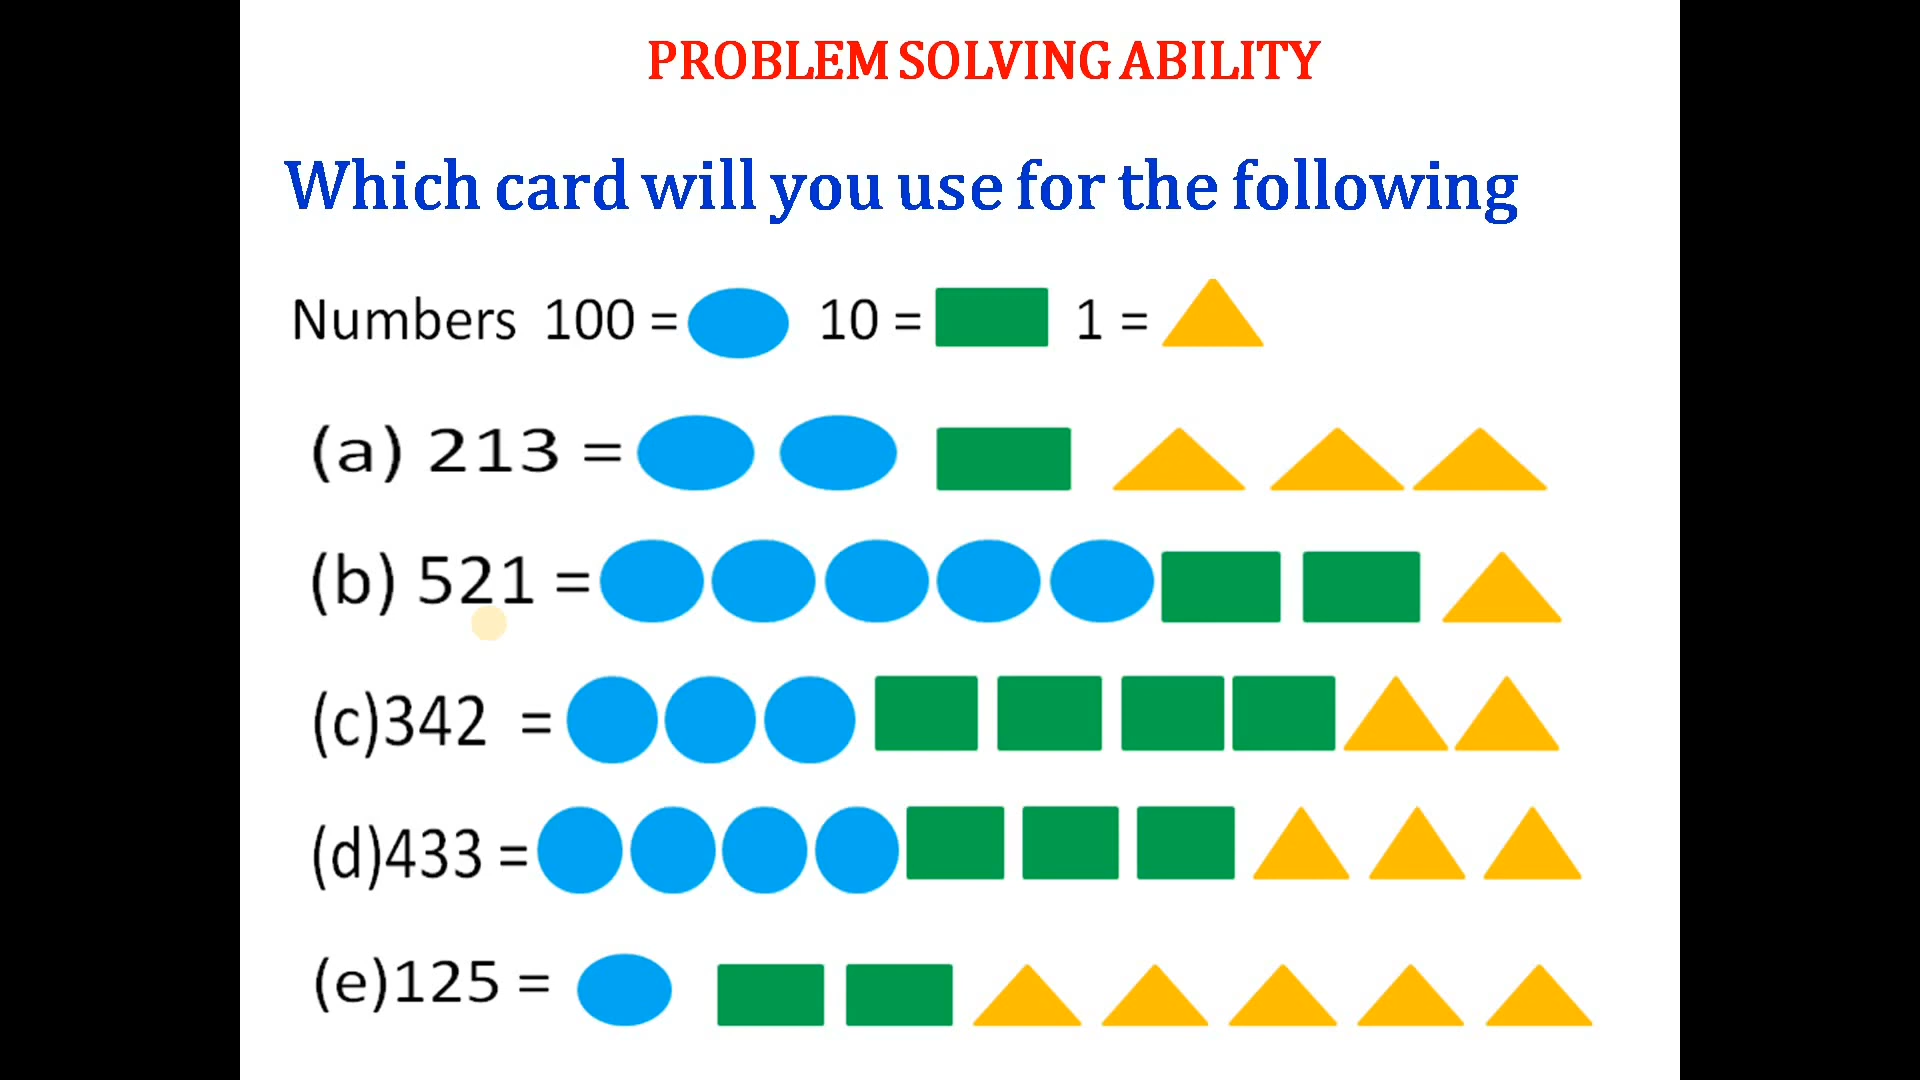 PROBLEM SOLVING ABILITY
Which card will you use for the following
Numbers 100 = 10 = 1 =
(a) 213 =
(b) 521 =
(c)342 =
(d)433 =
(e)125 =